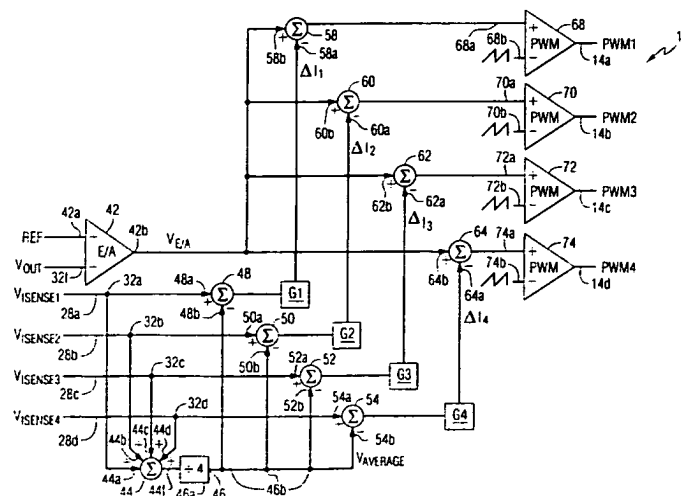 1
58
58b
58a
ΔI1
68b
68a
68
PWM
PWM1
14a
60
60b
60a
ΔI2
70a
70
PWM
PWM2
70b
14b
62
62b
62a
ΔI3
72a
72
PWM
PWM3
72b
14c
64
64b
64a
ΔI4
74a
74
PWM
PWM4
74b
14d
42a
42
42b
REF
E/A
VE/A
VOUT
32a
VISENSE1
28a
48a
48
48b
G1
32b
VISENSE2
28b
50a
50
50b
G2
32c
VISENSE3
28c
52a
52
52b
G3
32d
VISENSE4
28d
54a
54
54b
G4
44b
44c
44d
44a
44
÷ 4
46a
46
46b
VAVERAGE